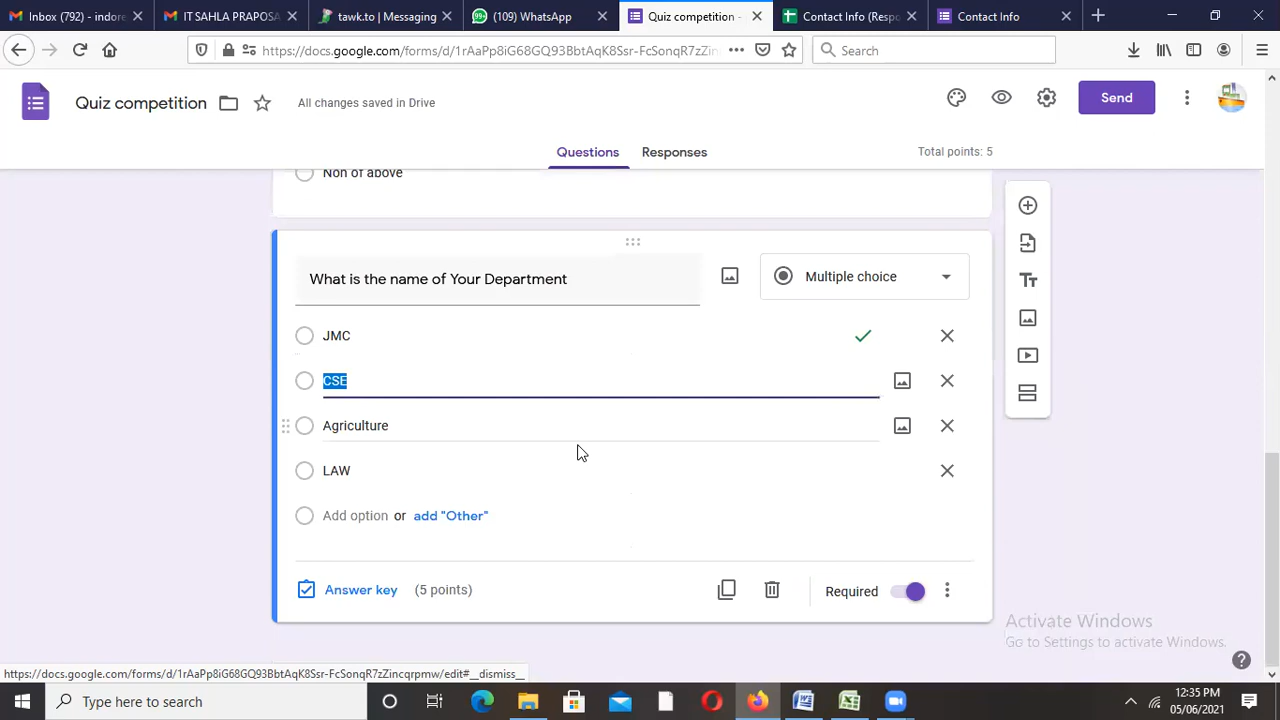 Inbox (792) - indore
IT SAHLA PRAPOSA
tawk.to | Messaging
(109) WhatsApp
Quiz competition -
Contact Info (Respo
Contact Info
https://docs.google.com/forms/d/1rAaPp8iG68GQ93BbtAqK8Ssr-FcSonqR7zZin
Search
Quiz competition
All changes saved in Drive
Send
Questions
Responses
Total points: 5
Non of above
What is the name of Your Department
Multiple choice
JMC
CSE
Agriculture
LAW
Add option or add "Other"
Answer key
(5 points)
Required
Activate Windows
Go to Settings to activate Windows.
https://docs.google.com/forms/d/1rAaPp8iG68GQ93BbtAqK8Ssr-FcSonqR7zZincqrpmw/edit#__dismiss__
Type here to search
12:35 PM
05/06/2021